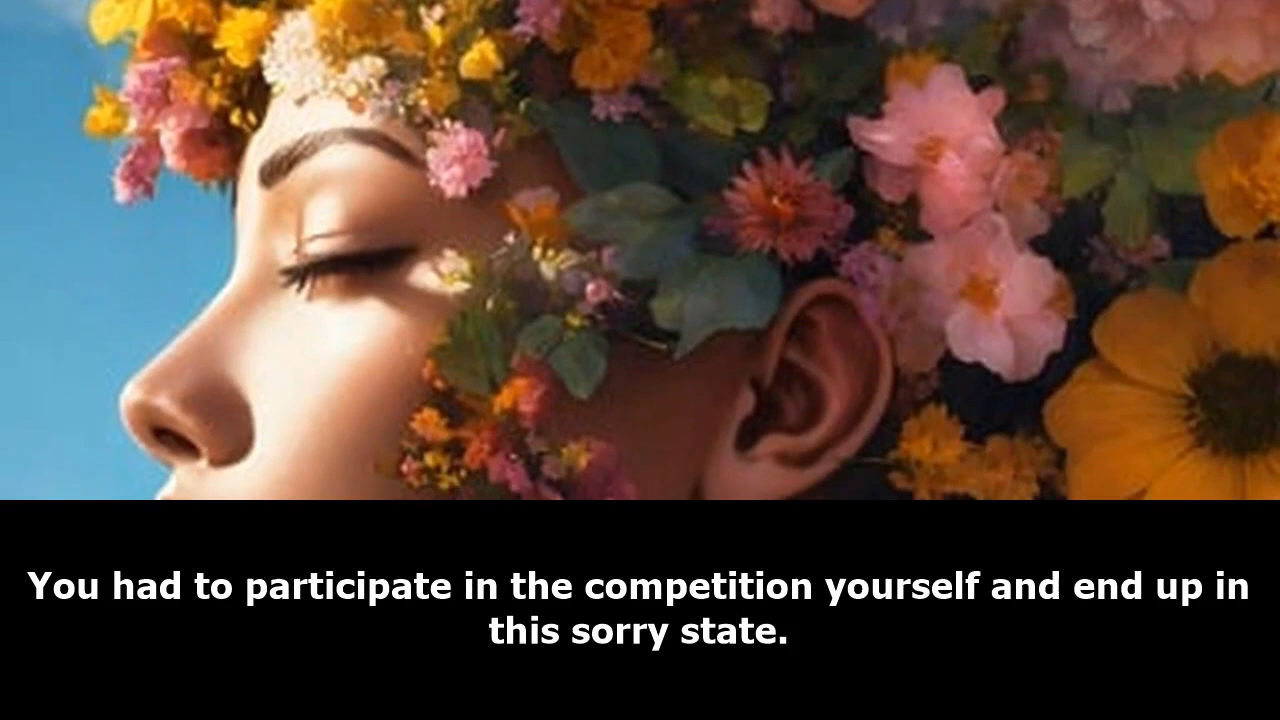 You had to participate in the competition yourself and end up in
this sorry state.